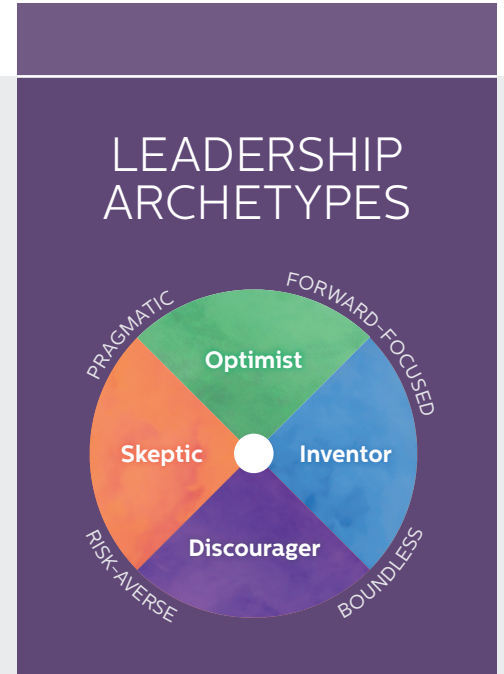 LEADERSHIP
ARCHETYPES
PRAGMATIC
FORWARD-FOCUSED
Optimist
Skeptic
Inventor
Discourager
RISK-AVERSE
BOUNDLESS